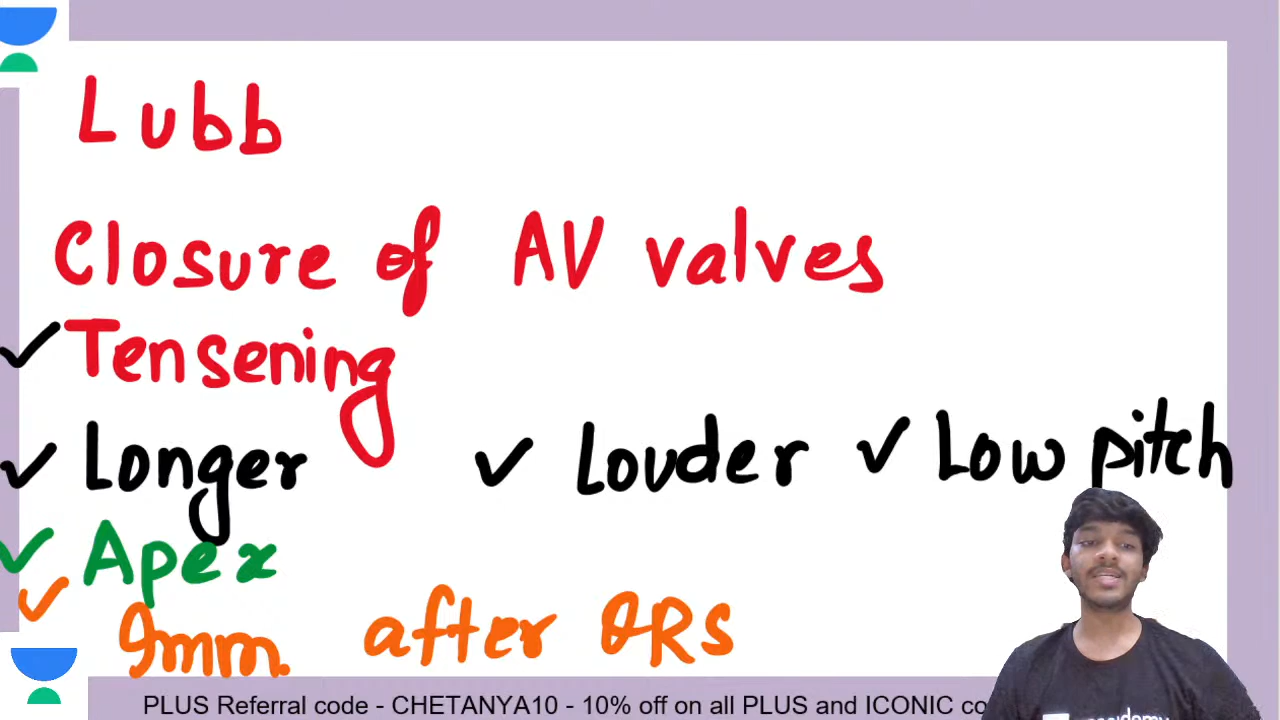 Lubb
Closure of AV valves
Tensening
Longer Louder Low pitch
Apex
Imm. after QRS
PLUS Referral code - CHETANYA10 - 10% off on all PLUS and ICONIC co